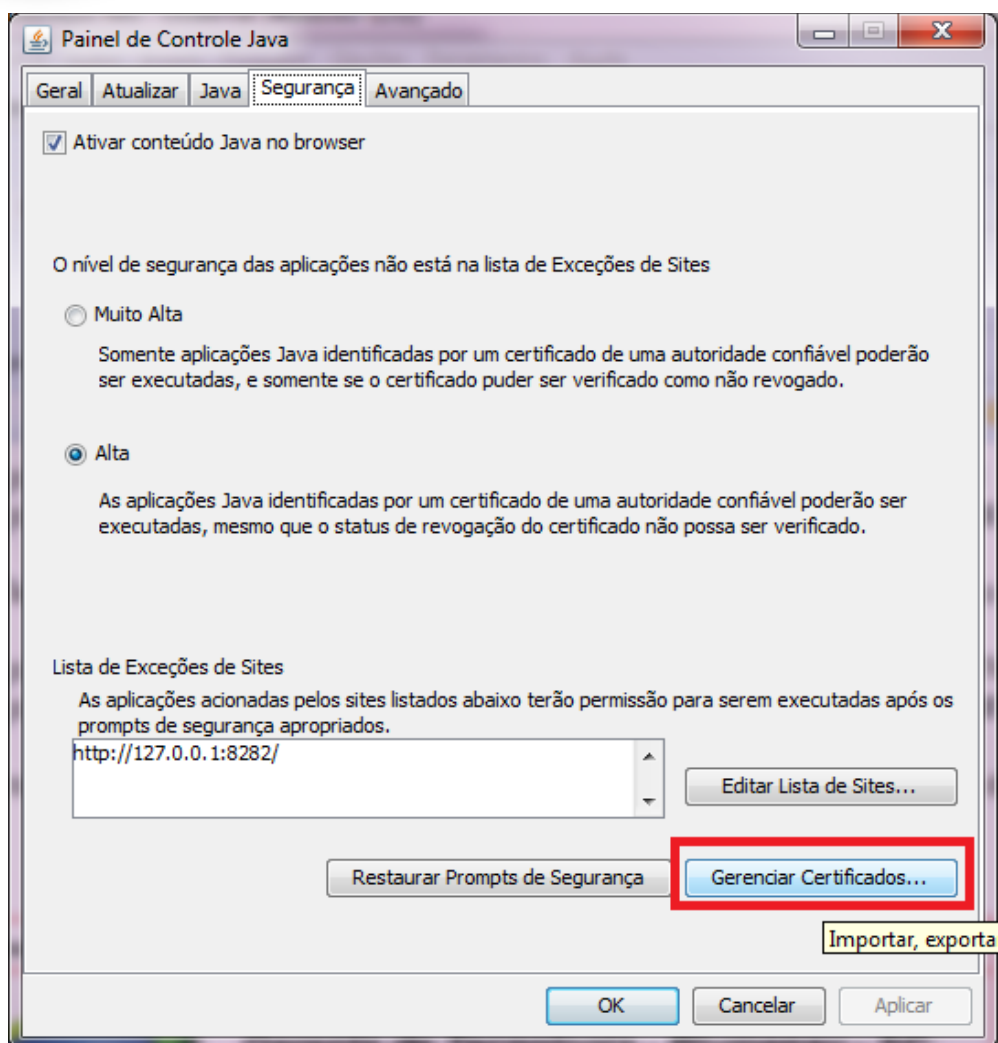 Painel de Controle Java
Geral Atualizar Java Segurança Avançado
Ativar conteúdo Java no browser
O nível de segurança das aplicações não está na lista de Exceções de Sites
Muito Alta
Somente aplicações Java identificadas por um certificado de uma autoridade confiável poderão
ser executadas, e somente se o certificado puder ser verificado como não revogado.
Alta
As aplicações Java identificadas por um certificado de uma autoridade confiável poderão ser
executadas, mesmo que o status de revogação do certificado não possa ser verificado.
Lista de Exceções de Sites
As aplicações acionadas pelos sites listados abaixo terão permissão para serem executadas após os
prompts de segurança apropriados.
http://127.0.0.1:8282/
Editar Lista de Sites...
Restaurar Prompts de Segurança Gerenciar Certificados...
Importar, exporta
OK Cancelar Aplicar